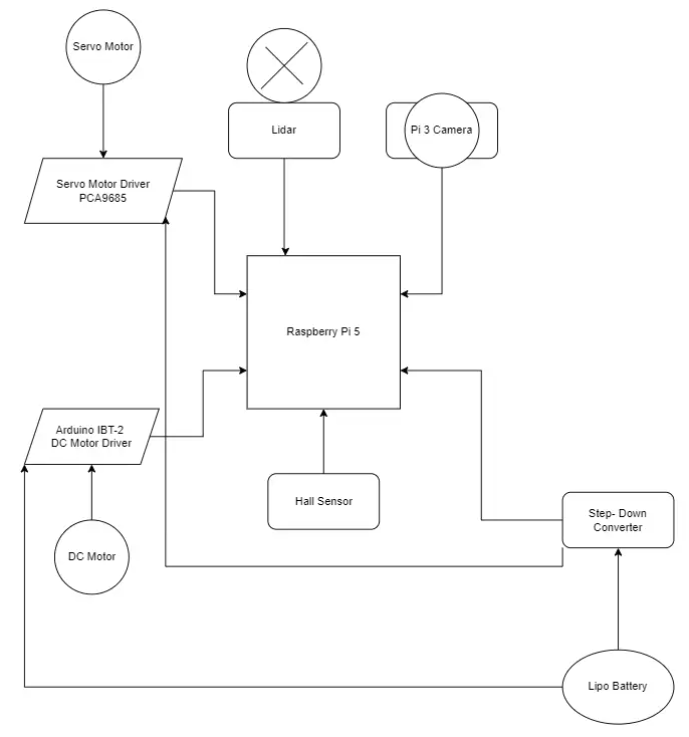 Servo Motor
Lidar
Pi 3 Camera
Servo Motor Driver
PCA9685
Raspberry Pi 5
Arduino IBT-2
DC Motor Driver
Hall Sensor
Step- Down
Converter
DC Motor
Lipo Battery